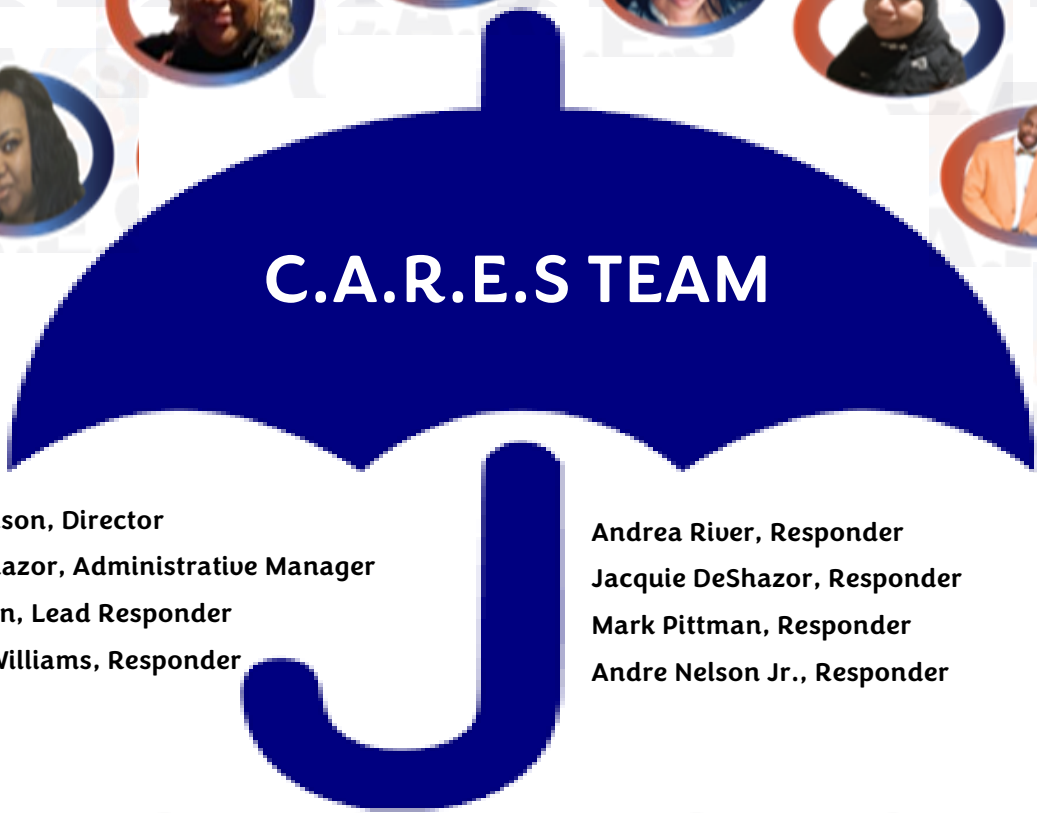 C.A.R.E.S TEAM
son, Director
azor, Administrative Manager
n, Lead Responder
Williams, Responder
Andrea River, Responder
Jacquie DeShazor, Responder
Mark Pittman, Responder
Andre Nelson Jr., Responder